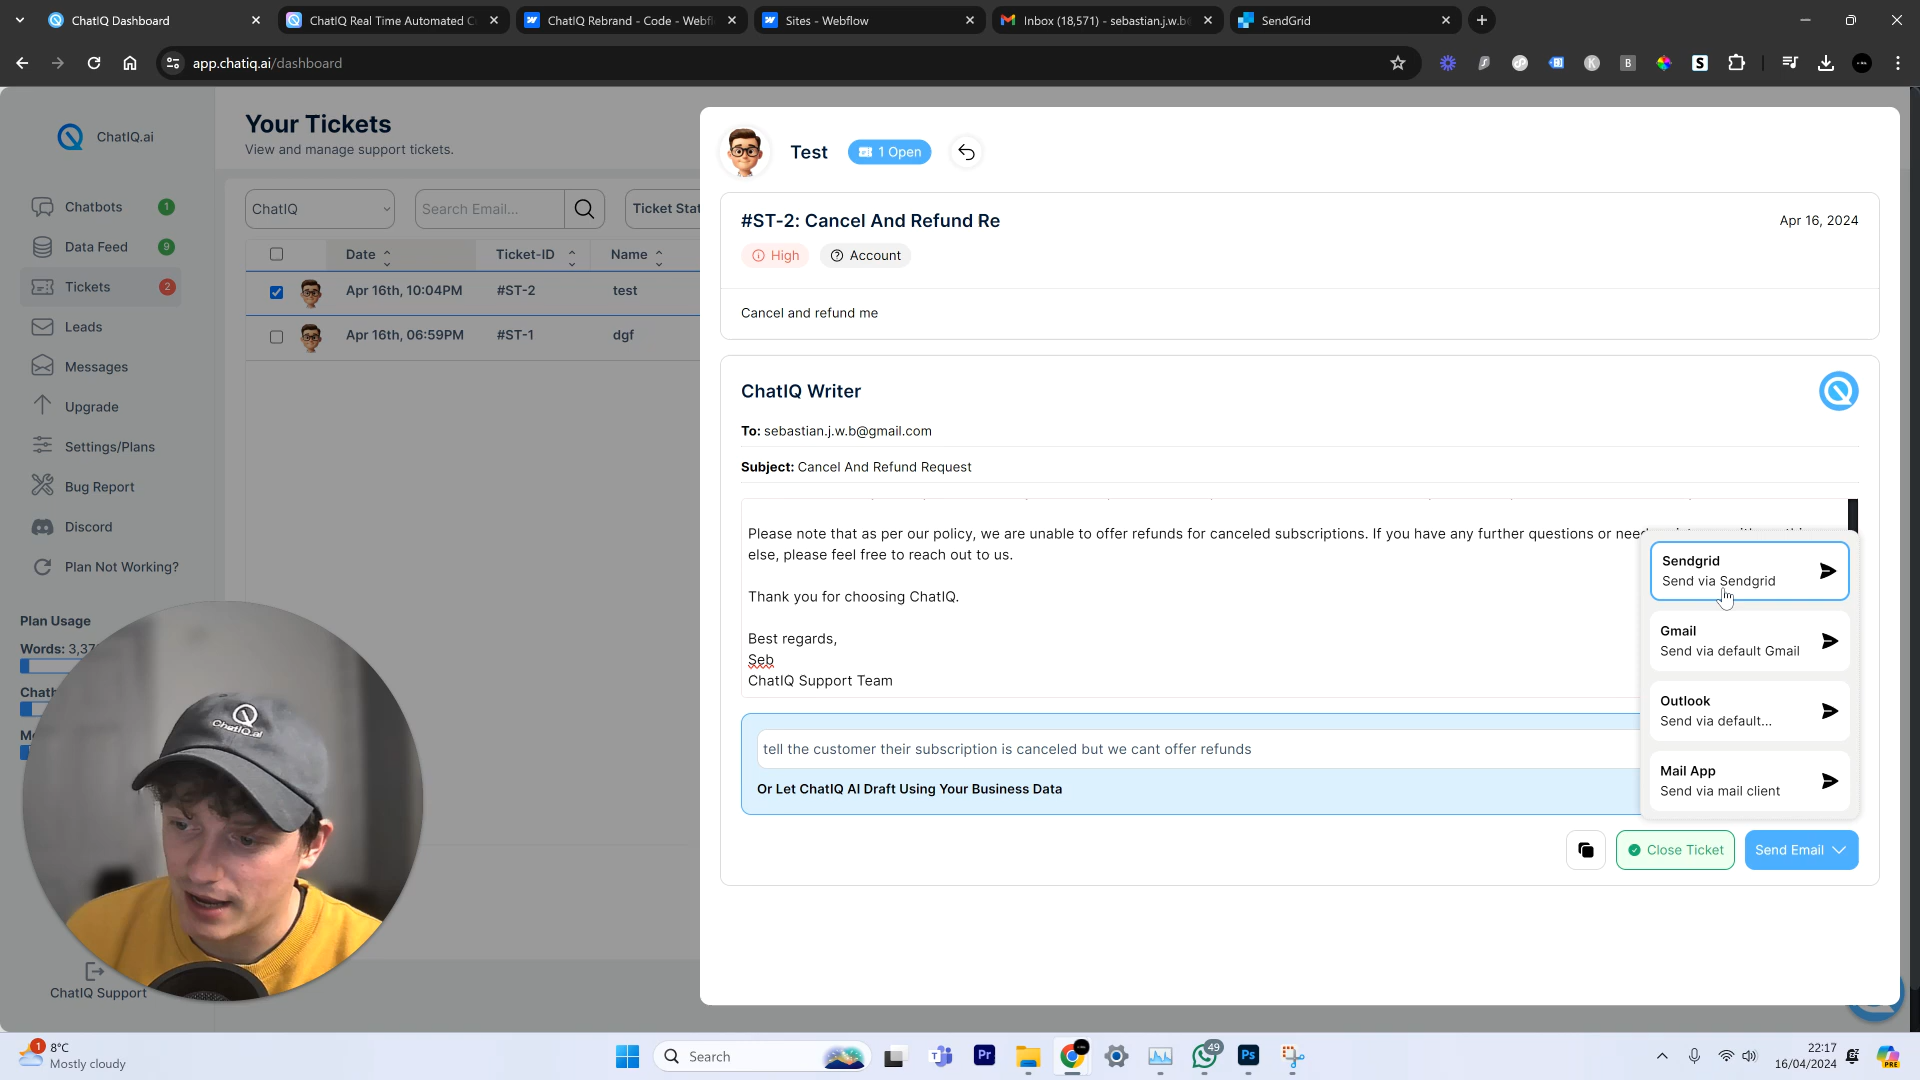 ChatIQ Dashboard
ChatIQ Real Time Automated C
ChatIQ Rebrand - Code - Webfl
Sites - Webflow
Inbox (18,571) - sebastian.j.w.b
SendGrid
app.chatiq.ai/dashboard
ChatIQ.ai
Chatbots 1
Data Feed 9
Tickets 2
Leads
Messages
Upgrade
Settings/Plans
Bug Report
Discord
Plan Not Working?
Plan Usage
Words: 3,37
Chatb
ChatIQ.ai
ChatIQ Support
Your Tickets
View and manage support tickets.
ChatIQ
Search Email...
Ticket Stat
Date Ticket-ID Name
Apr 16th, 10:04PM #ST-2 test
Apr 16th, 06:59PM #ST-1 dgf
Test 1 Open
#ST-2: Cancel And Refund Re
Apr 16, 2024
High Account
Cancel and refund me
ChatIQ Writer
To: sebastian.j.w.b@gmail.com
Subject: Cancel And Refund Request
Please note that as per our policy, we are unable to offer refunds for canceled subscriptions. If you have any further questions or need
else, please feel free to reach out to us.
Thank you for choosing ChatIQ.
Best regards,
Seb
ChatIQ Support Team
tell the customer their subscription is canceled but we cant offer refunds
Or Let ChatIQ AI Draft Using Your Business Data
Sendgrid
Send via Sendgrid
Gmail
Send via default Gmail
Outlook
Send via default...
Mail App
Send via mail client
Close Ticket
Send Email
1
8°C
Mostly cloudy
Search
Pr
49
Ps
22:17
16/04/2024
PRE